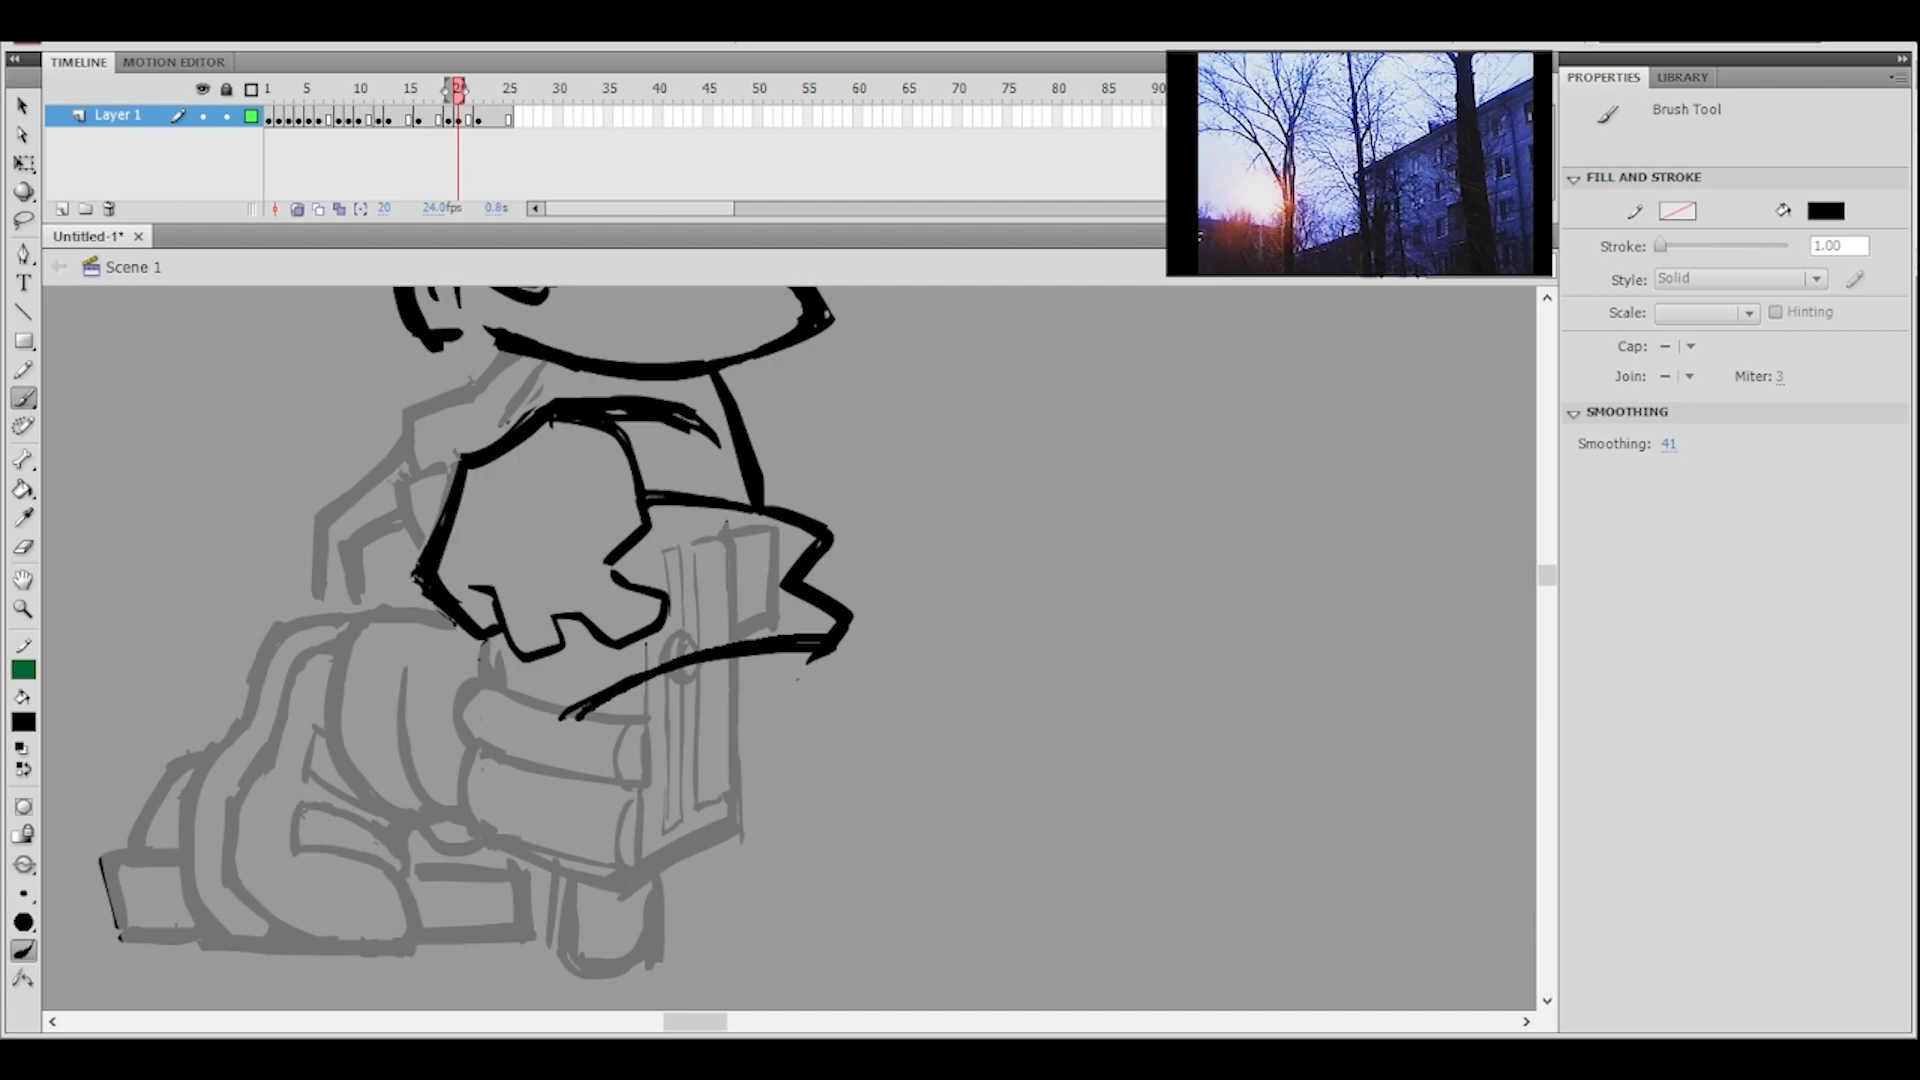 TIMELINE MOTION EDITOR
1 5 10 15 20 25 30 35 40 45 50 55 60 65 70 75 80 85 90
Layer 1
20 24.0fps 0.8s
Untitled-1*
Scene 1
T
PROPERTIES LIBRARY
Brush Tool
FILL AND STROKE
Stroke: 1.00
Style: Solid
Scale: Hinting
Cap:
Join: Miter: 3
SMOOTHING
Smoothing: 41